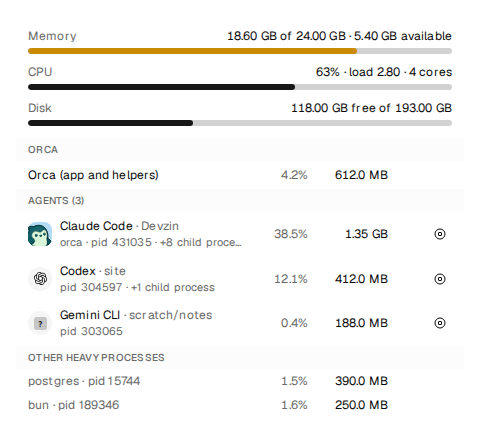 Memory 18.60 GB of 24.00 GB · 5.40 GB available
CPU 63% · load 2.80 · 4 cores
Disk 118.00 GB free of 193.00 GB
ORCA
Orca (app and helpers) 4.2% 612.0 MB
AGENTS (3)
Claude Code · Devzin 38.5% 1.35 GB
orca · pid 431035 · +8 child proce…
Codex · site 12.1% 412.0 MB
pid 304597 · +1 child process
? Gemini CLI · scratch/notes 0.4% 188.0 MB
pid 303065
OTHER HEAVY PROCESSES
postgres · pid 15744 1.5% 390.0 MB
bun · pid 189346 1.6% 250.0 MB